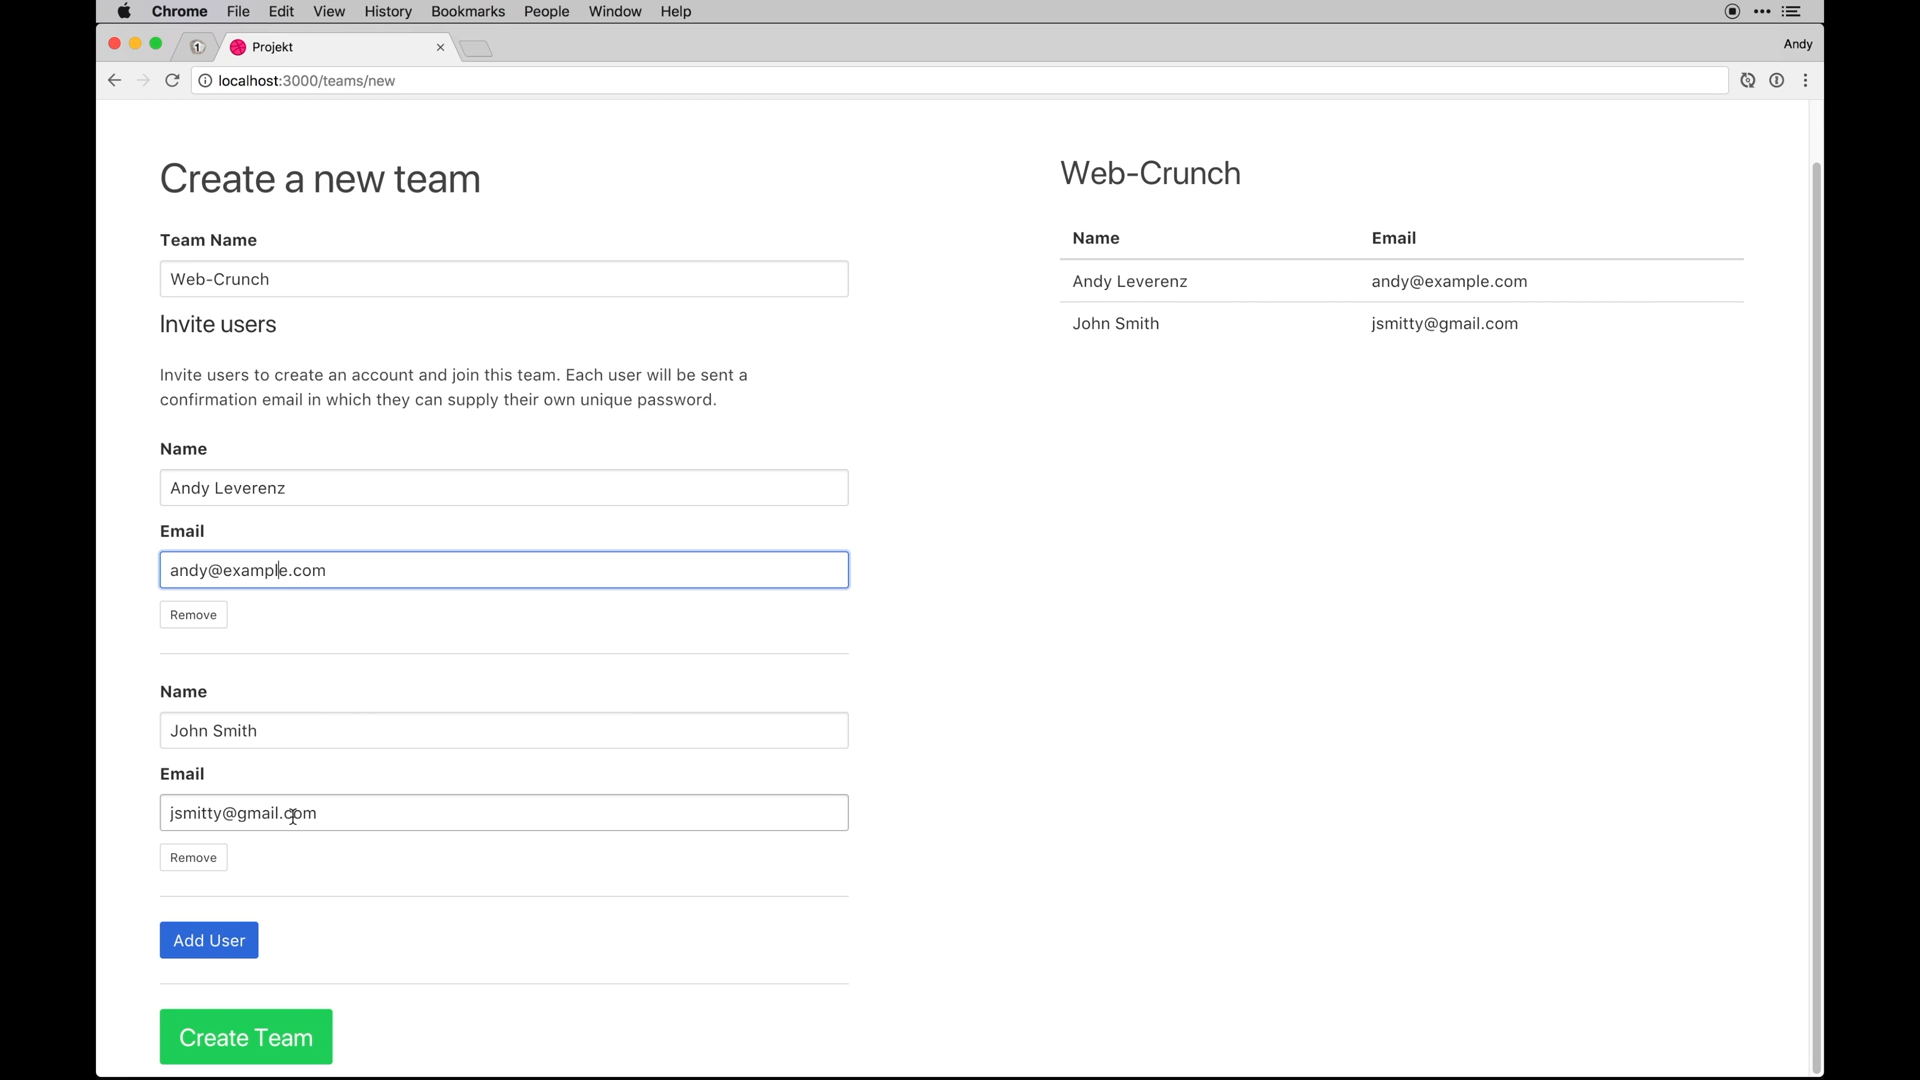 Chrome File Edit View History Bookmarks People Window Help
1 Projekt Andy
localhost:3000/teams/new
Create a new team
Team Name
Web-Crunch
Invite users
Invite users to create an account and join this team. Each user will be sent a
confirmation email in which they can supply their own unique password.
Name
Andy Leverenz
Email
andy@example.com
Remove
Name
John Smith
Email
jsmitty@gmail.com
Remove
Add User
Create Team
Web-Crunch
Name Email
Andy Leverenz andy@example.com
John Smith jsmitty@gmail.com